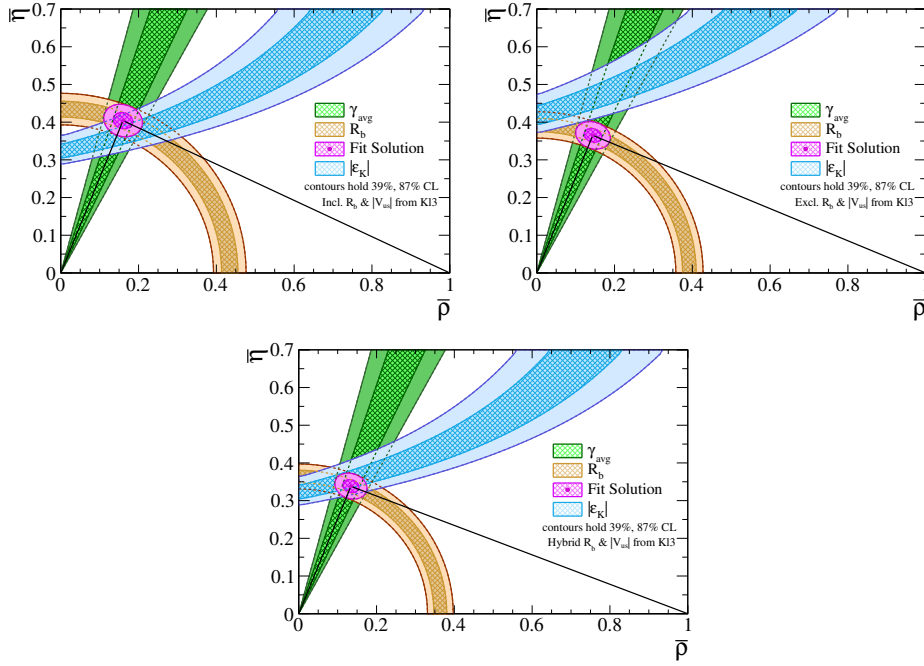 η̄
0.7
0.6
0.5
0.4
0.3
0.2
0.1
0
γavg
Rb
Fit Solution
|εK|
contours hold 39%, 87% CL
Incl. Rb & |Vus| from Kl3
0 0.2 0.4 0.6 0.8 1
ρ̄
η̄
0.7
0.6
0.5
0.4
0.3
0.2
0.1
0
γavg
Rb
Fit Solution
|εK|
contours hold 39%, 87% CL
Excl. Rb & |Vus| from Kl3
0 0.2 0.4 0.6 0.8 1
ρ̄
η̄
0.7
0.6
0.5
0.4
0.3
0.2
0.1
0
γavg
Rb
Fit Solution
|εK|
contours hold 39%, 87% CL
Hybrid Rb & |Vus| from Kl3
0 0.2 0.4 0.6 0.8 1
ρ̄